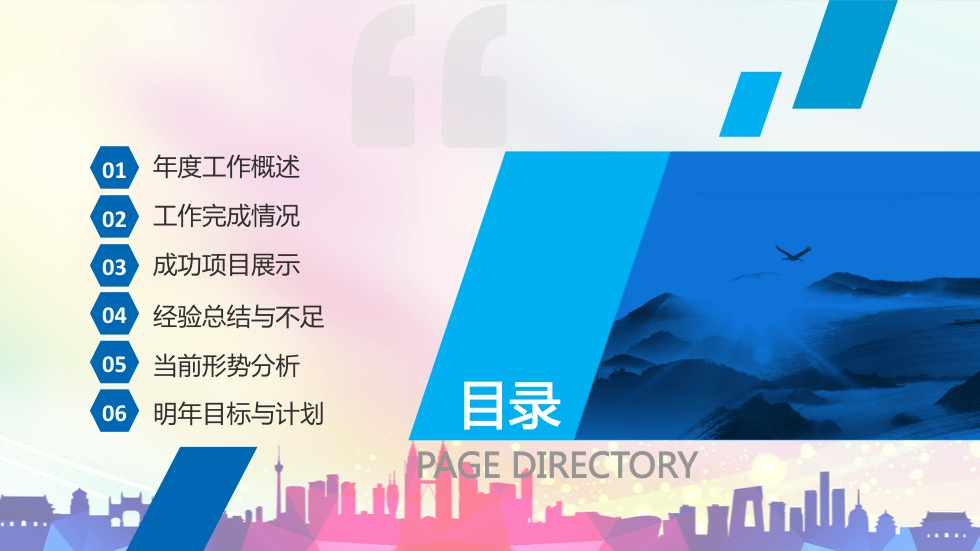 01 年度工作概述
02 工作完成情况
03 成功项目展示
04 经验总结与不足
05 当前形势分析
06 明年目标与计划
目录
PAGE DIRECTORY